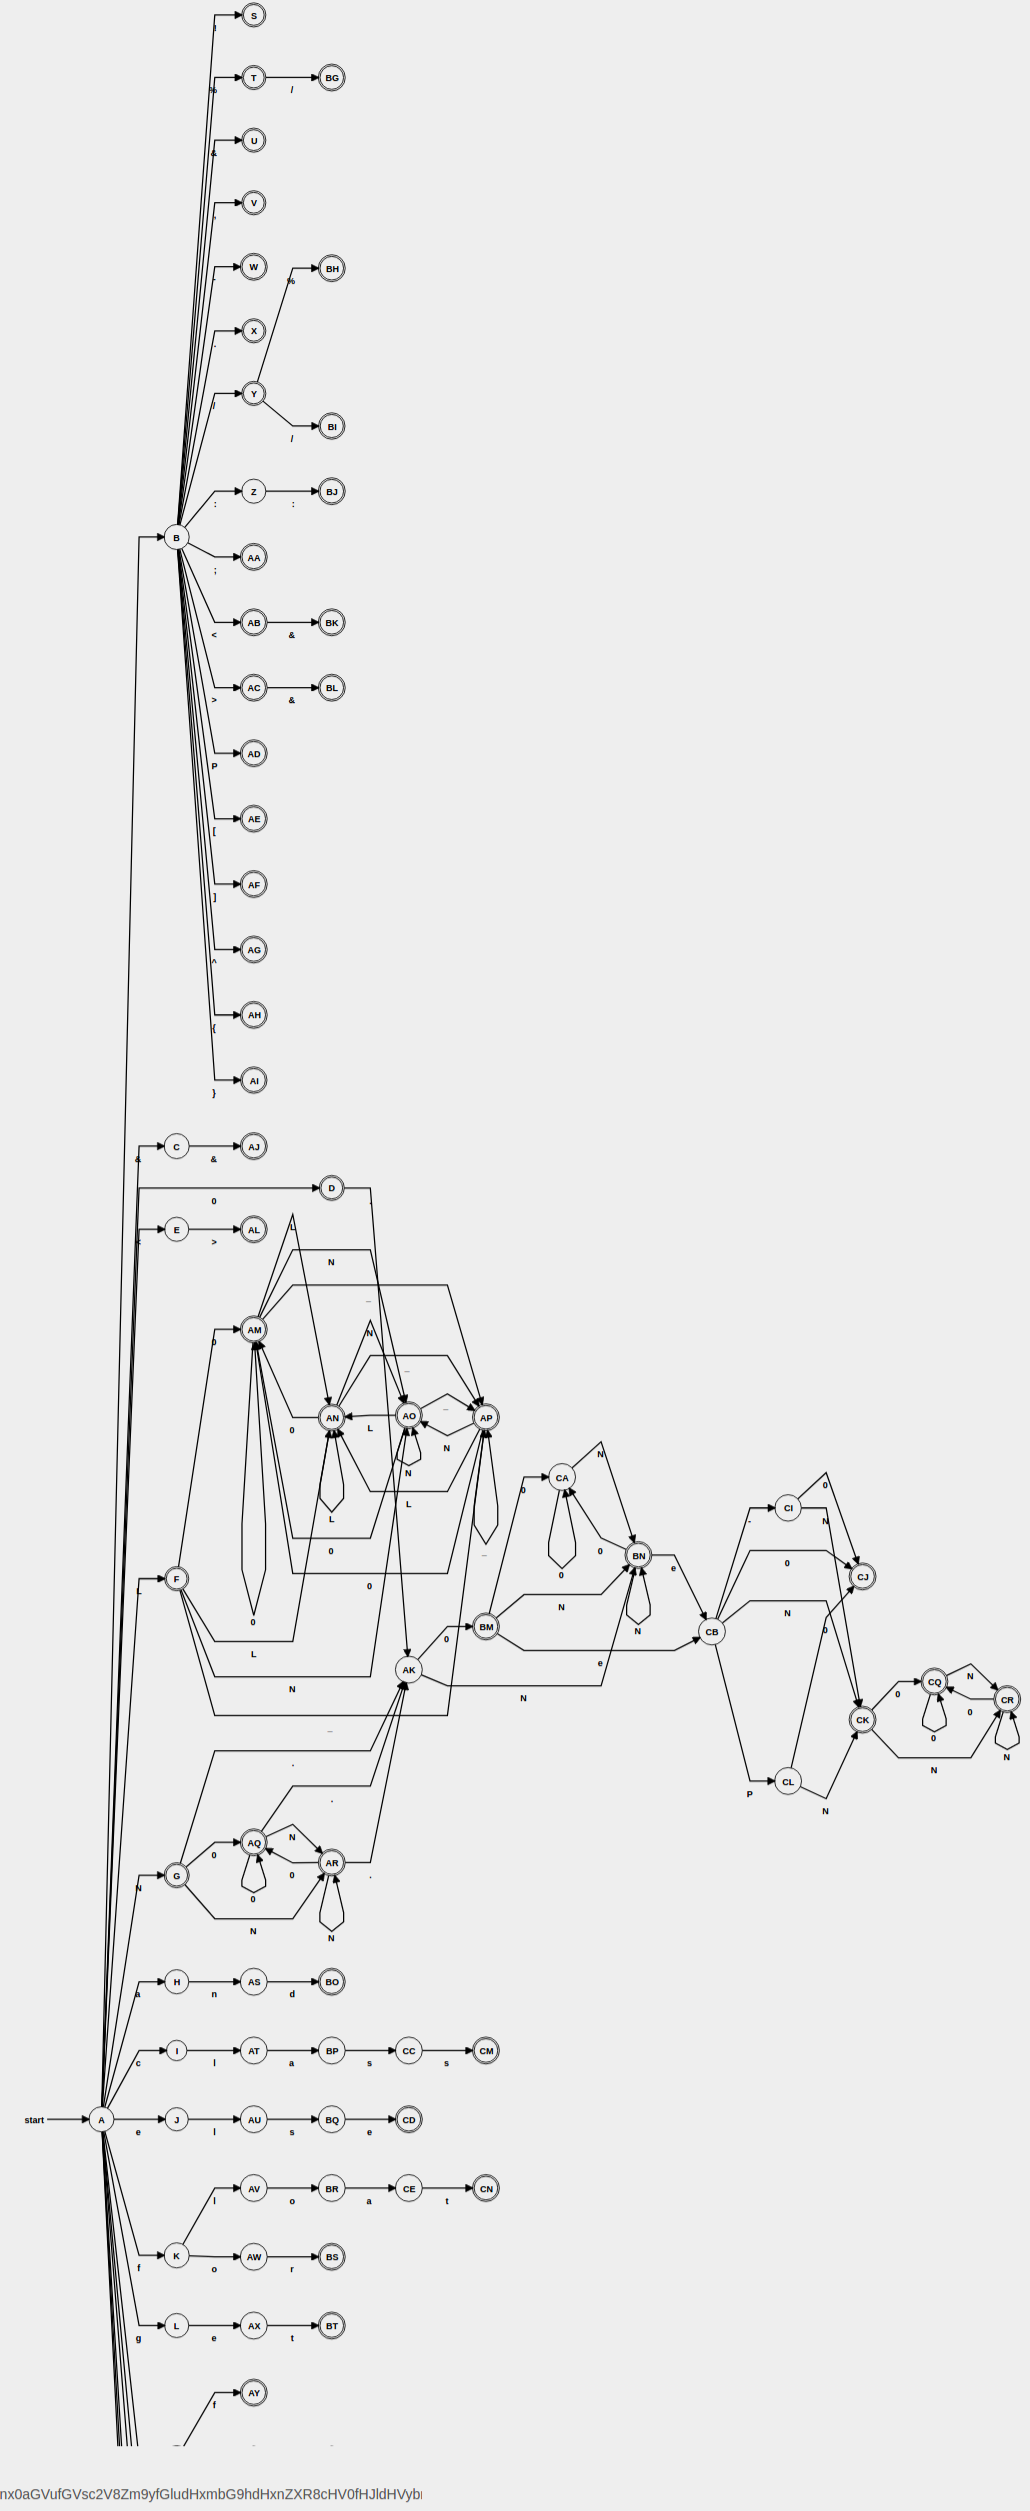 !
S
%
T
/
BG
&
U
,
V
-
W
.
X
/
Y
%
BH
/
BI
:
Z
:
BJ
B
;
AA
<
AB
&
BK
>
AC
&
BL
P
AD
[
AE
]
AF
^
AG
{
AH
}
AI
&
C
&
AJ
0
D
.
<
E
>
AL
L
N
_
0
AM
N
_
AN
AO
_
AP
0
L
N
N
L
L
0
_
0
0
CA
N
0
0
BN
e
N
-
CI
0
N
0
CJ
L
F
0
L
N
_
AK
0
BM
N
e
N
CB
N
0
P
CL
N
CK
0
CQ
N
0
CR
0
N
N
.
.
.
N
G
0
AQ
N
0
AR
0
N
N
a
H
n
AS
d
BO
c
I
l
AT
a
BP
s
CC
s
CM
start
A
e
J
l
AU
s
BQ
e
CD
f
K
l
AV
o
BR
a
CE
t
CN
o
AW
r
BS
g
L
e
AX
t
BT
f
AY
nx0aGVufGVsc2V8Zm9yfGludHxmbG9hdHxnZXR8cHV0fHJldHVybr